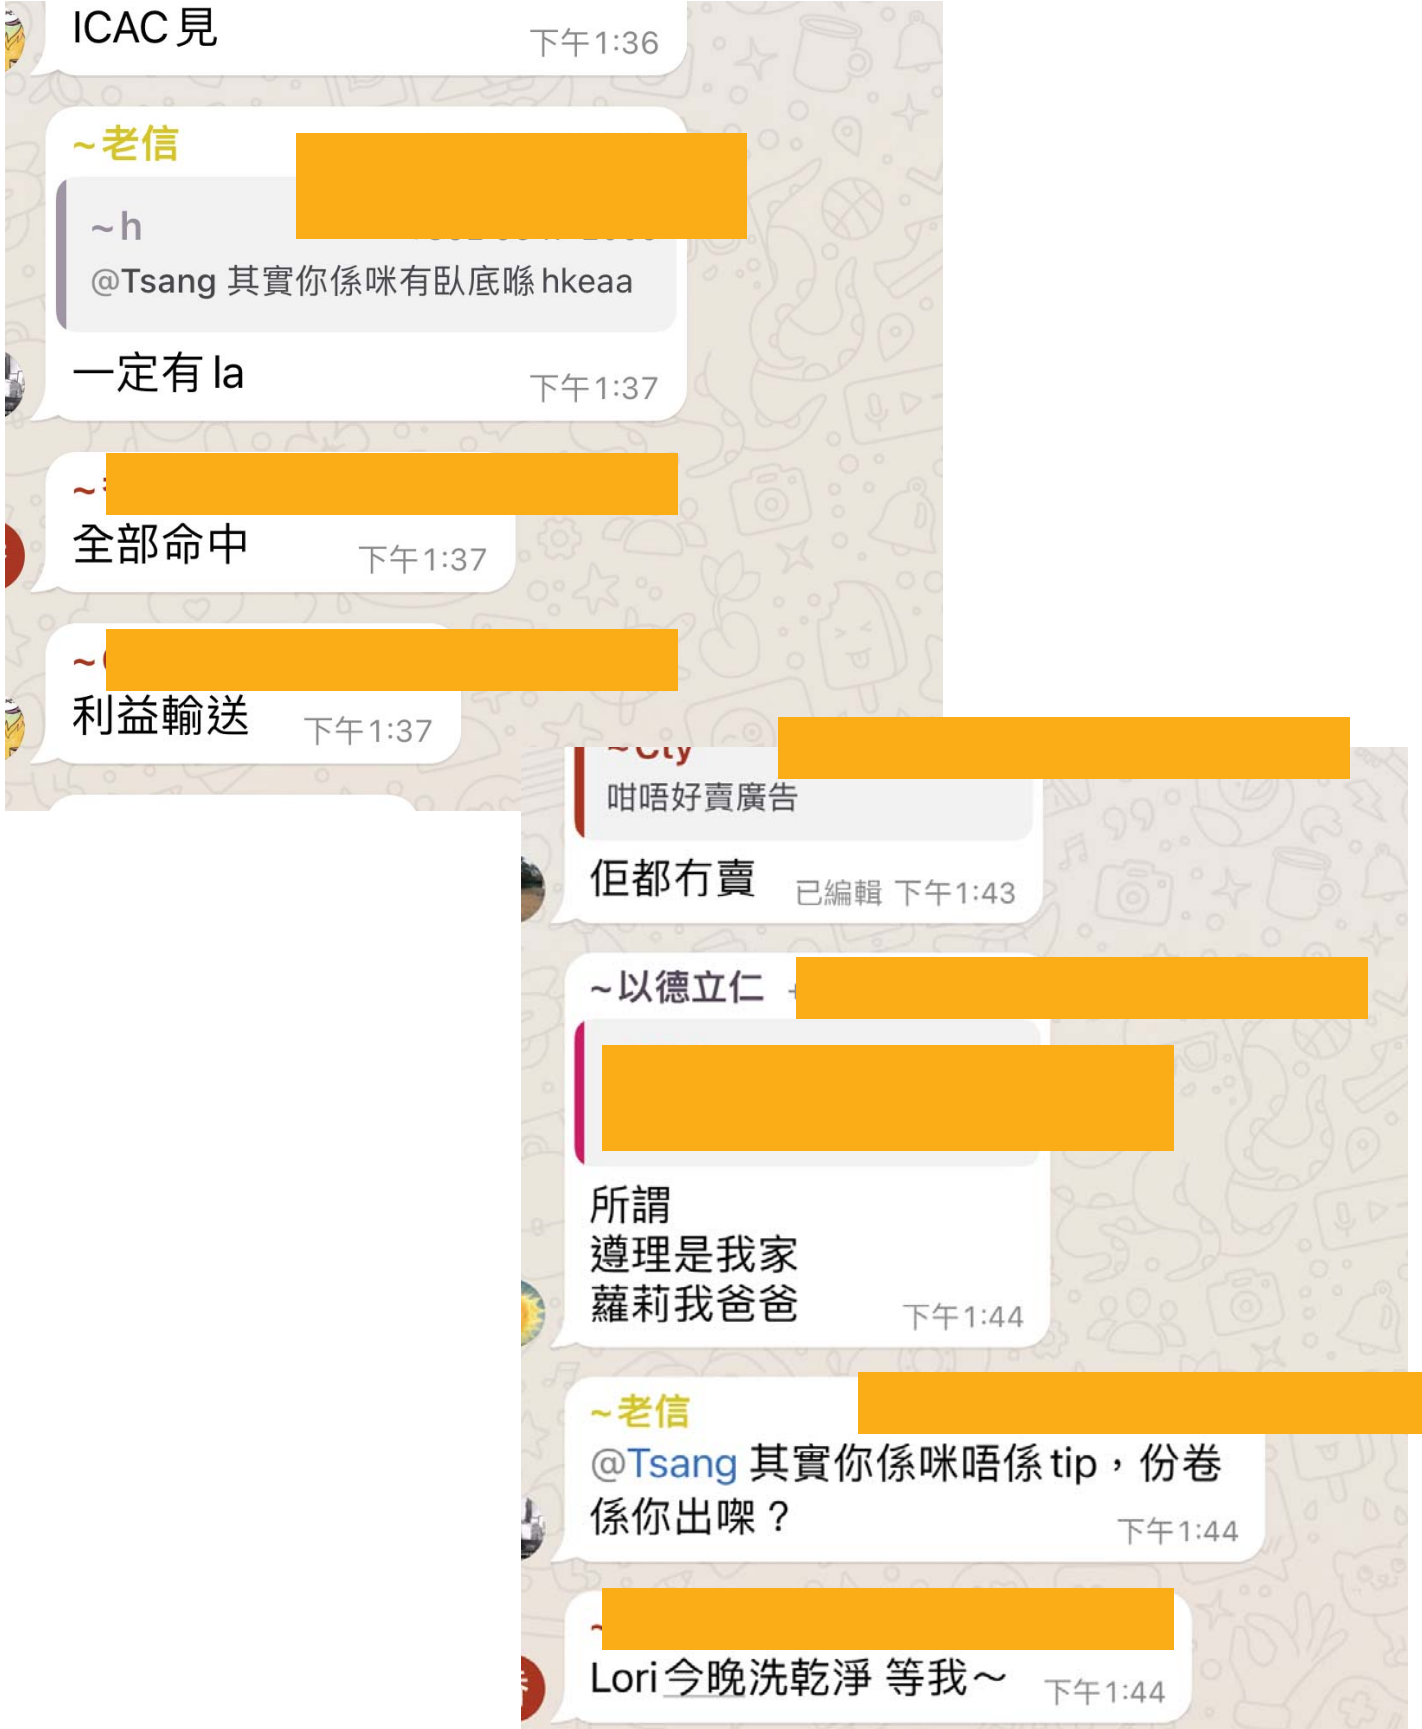 ICAC見
下午1:36
~老信
~h
@Tsang 其實你係咪有臥底喺hkeaa
一定有la
下午1:37
全部命中
下午1:37
利益輸送
下午1:37
~Cty
咁唔好賣廣告
佢都冇賣
已編輯 下午1:43
~以德立仁
所謂
遵理是我家
蘿莉我爸爸
下午1:44
~老信
@Tsang 其實你係咪唔係tip，份卷
係你出㗎？
下午1:44
Lori今晚洗乾淨 等我～
下午1:44